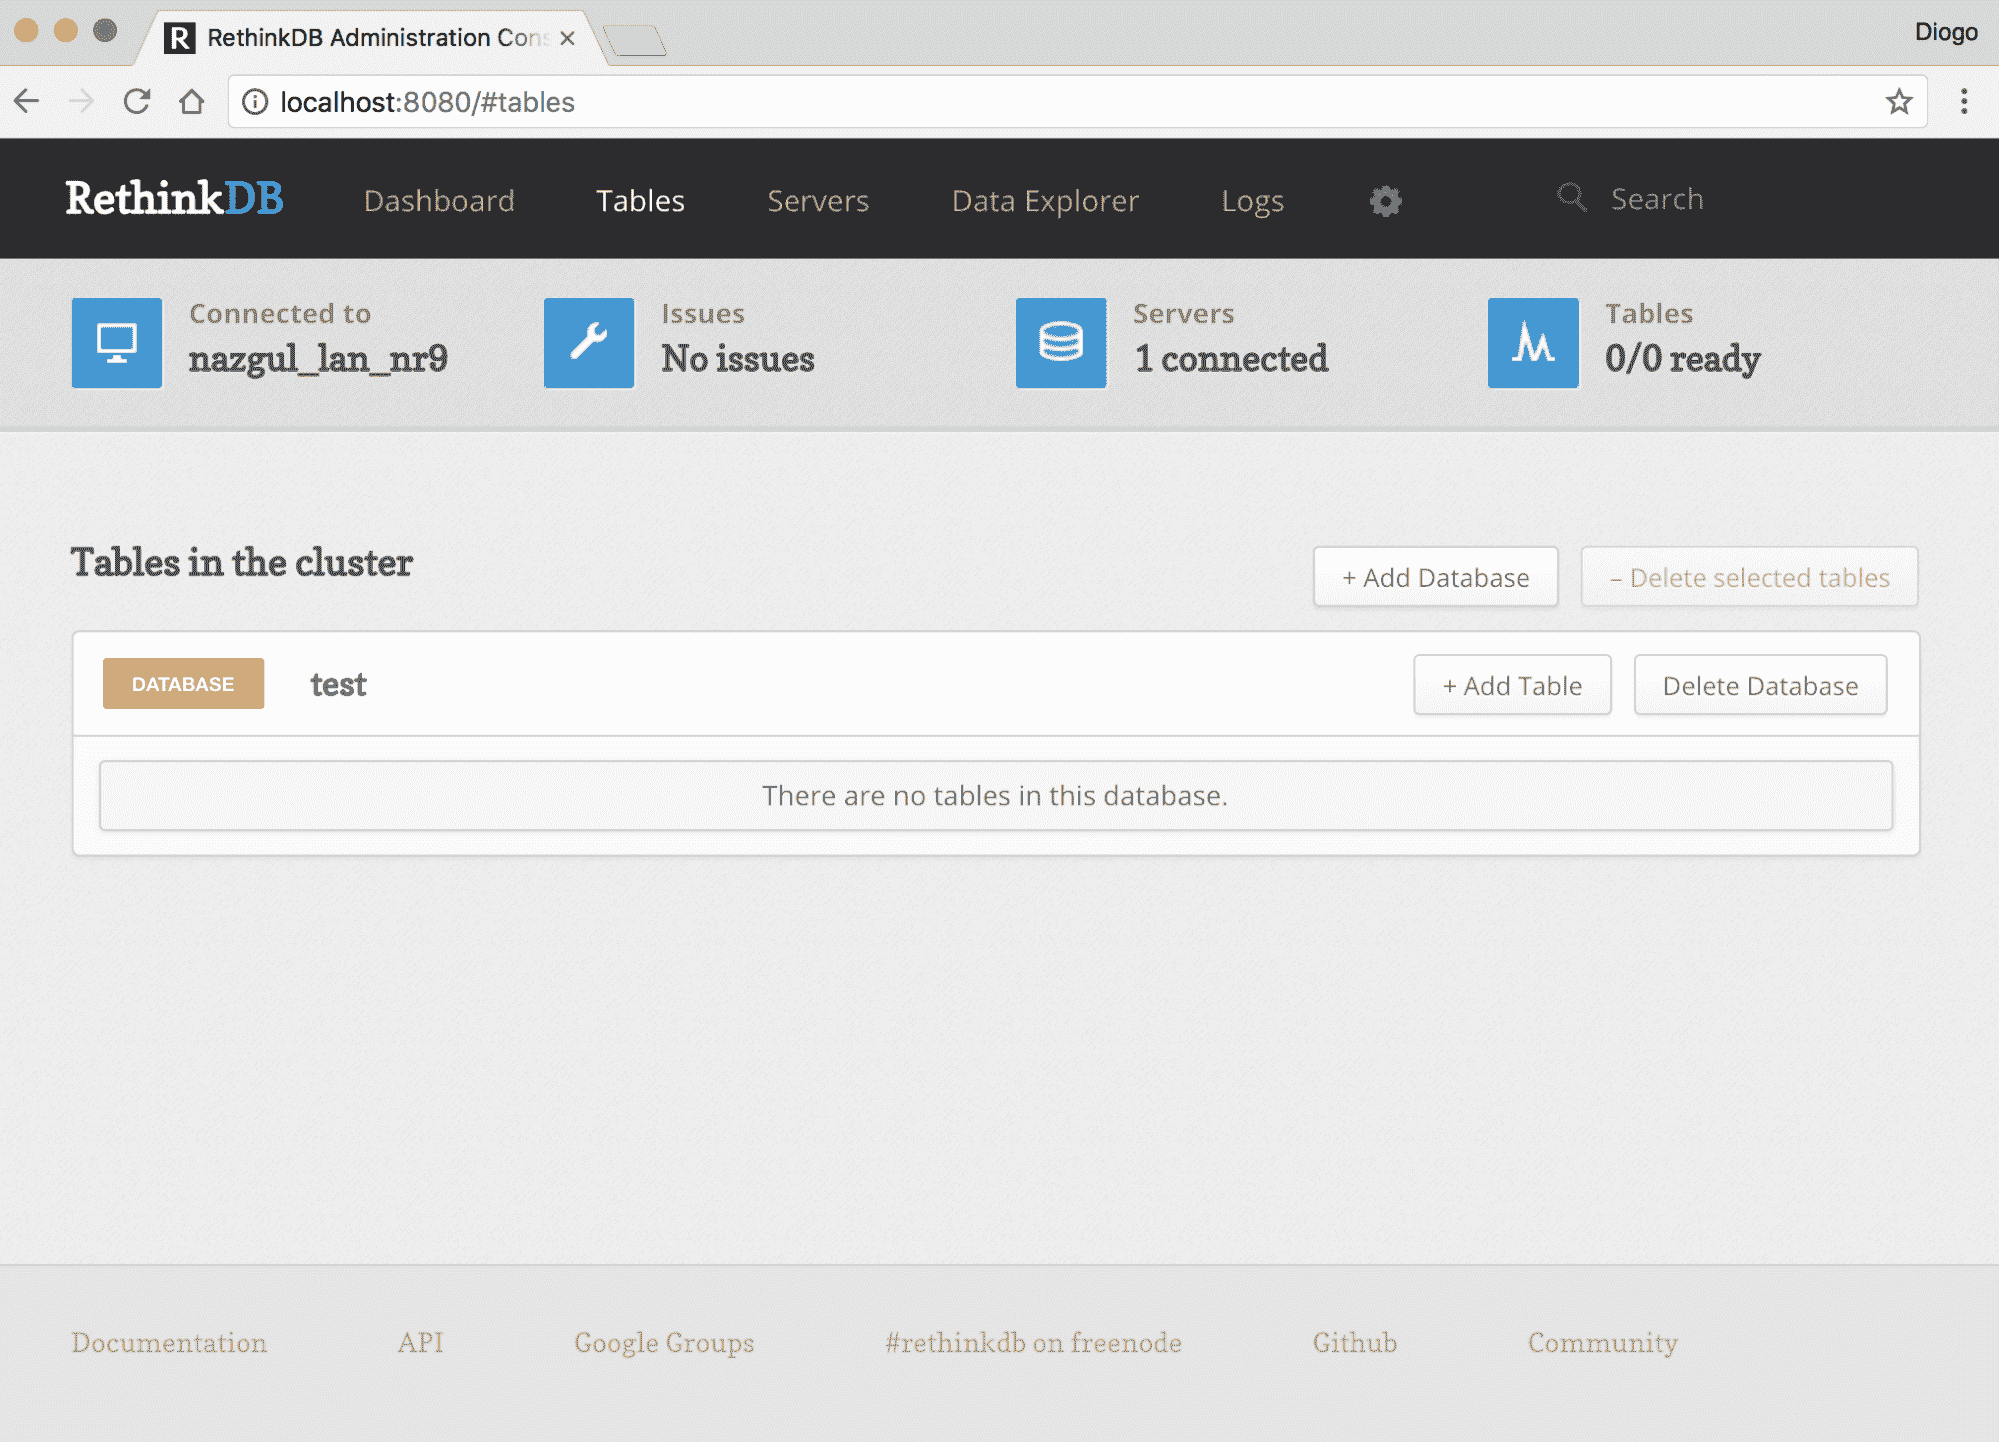 RethinkDB Administration Cons
Diogo
localhost:8080/#tables
RethinkDB
Dashboard
Tables
Servers
Data Explorer
Logs
Search
Connected to
nazgul_lan_nr9
Issues
No issues
Servers
1 connected
Tables
0/0 ready
Tables in the cluster
+ Add Database
– Delete selected tables
DATABASE
test
+ Add Table
Delete Database
There are no tables in this database.
Documentation
API
Google Groups
#rethinkdb on freenode
Github
Community